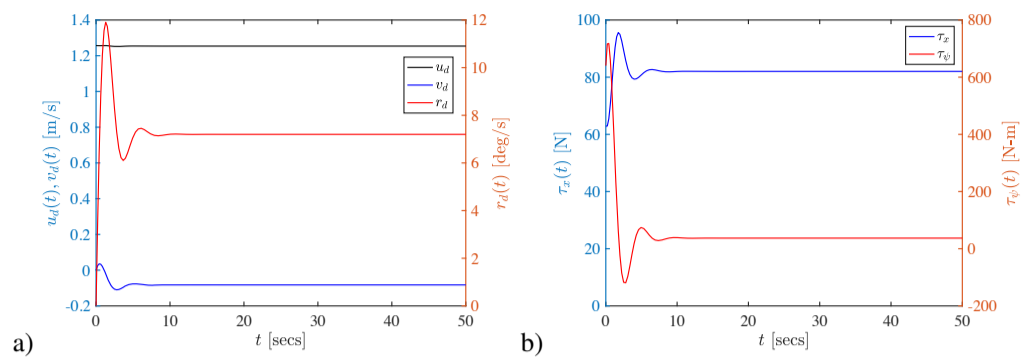 a)
u_d(t), v_d(t) [m/s]
1.4
1.2
1
0.8
0.6
0.4
0.2
0
-0.2
0 10 20 30 40 50
t [secs]
12
10
8
6
4
2
0
r_d(t) [deg/s]
u_d
v_d
r_d
b)
τ_x(t) [N]
100
80
60
40
20
0
0 10 20 30 40 50
t [secs]
800
600
400
200
0
-200
τ_ψ(t) [N-m]
τ_x
τ_ψ